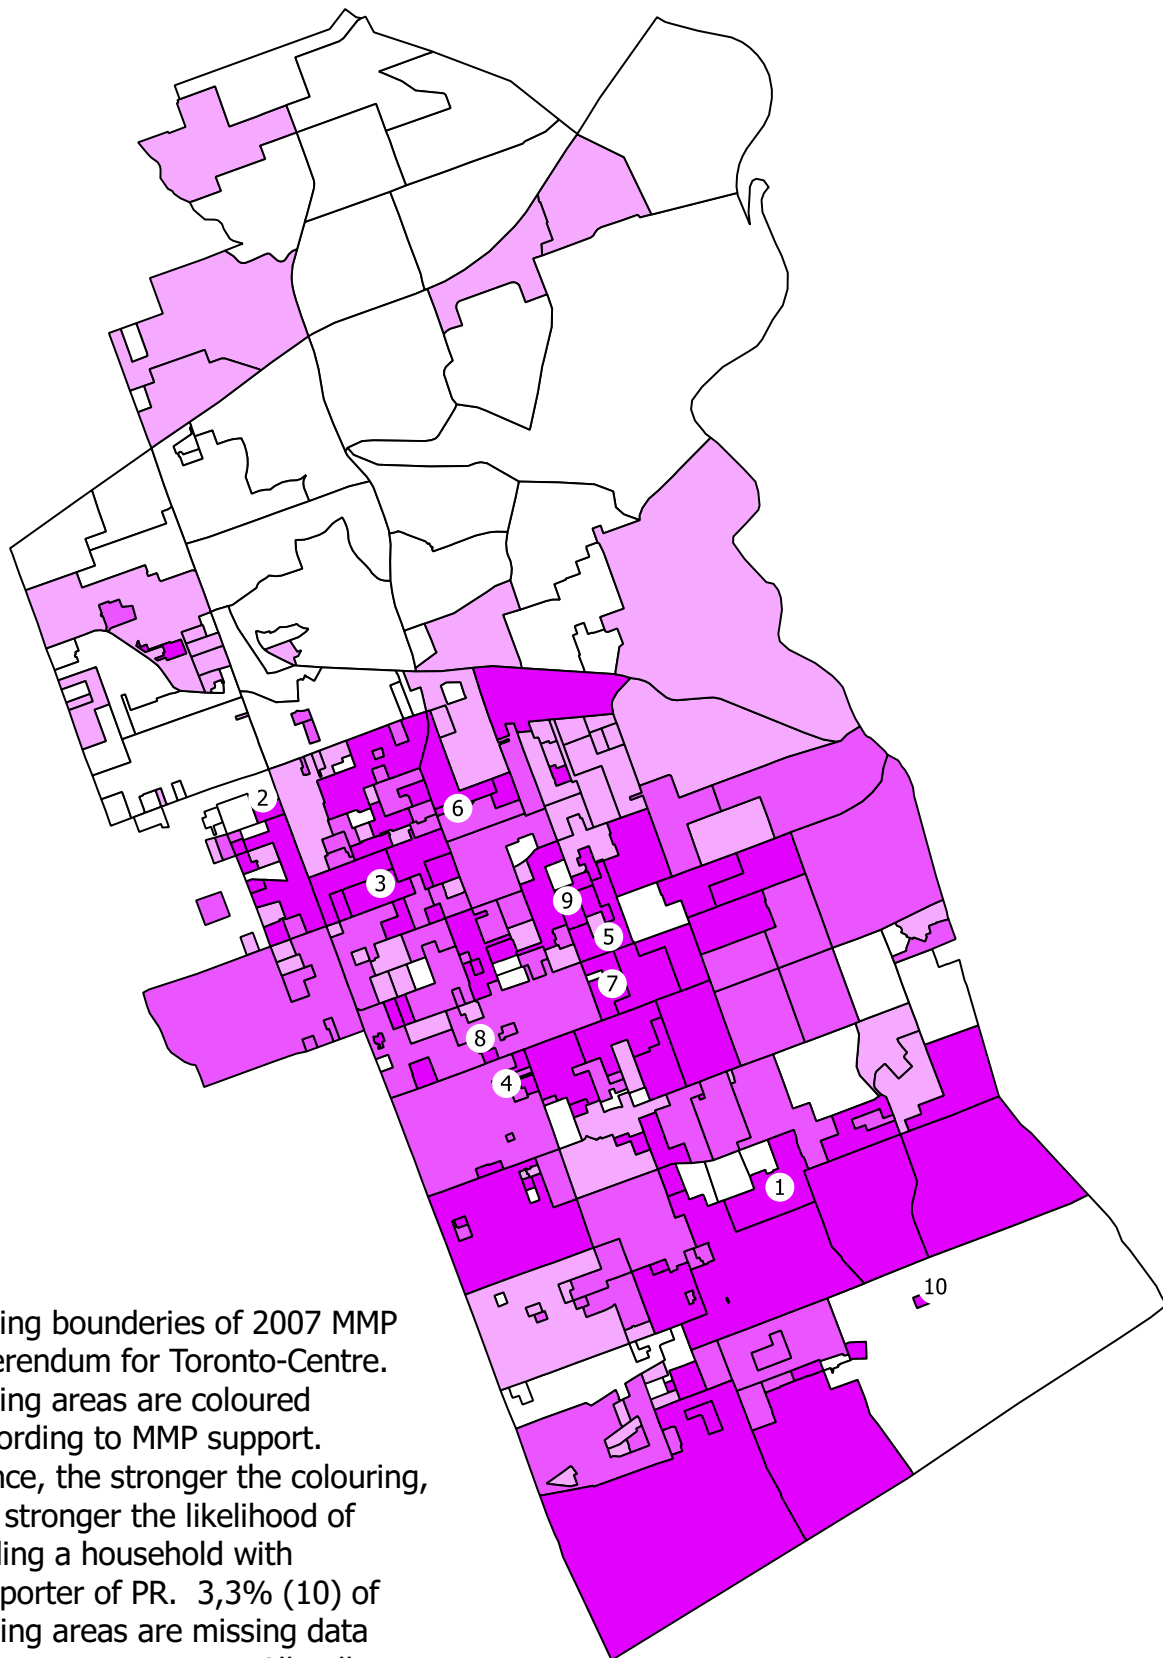 2
6
3
9
5
7
8
4
1
10
ing bounderies of 2007 MMP
erendum for Toronto-Centre.
ing areas are coloured
ording to MMP support.
nce, the stronger the colouring,
stronger the likelihood of
ling a household with
porter of PR. 3,3% (10) of
ing areas are missing data